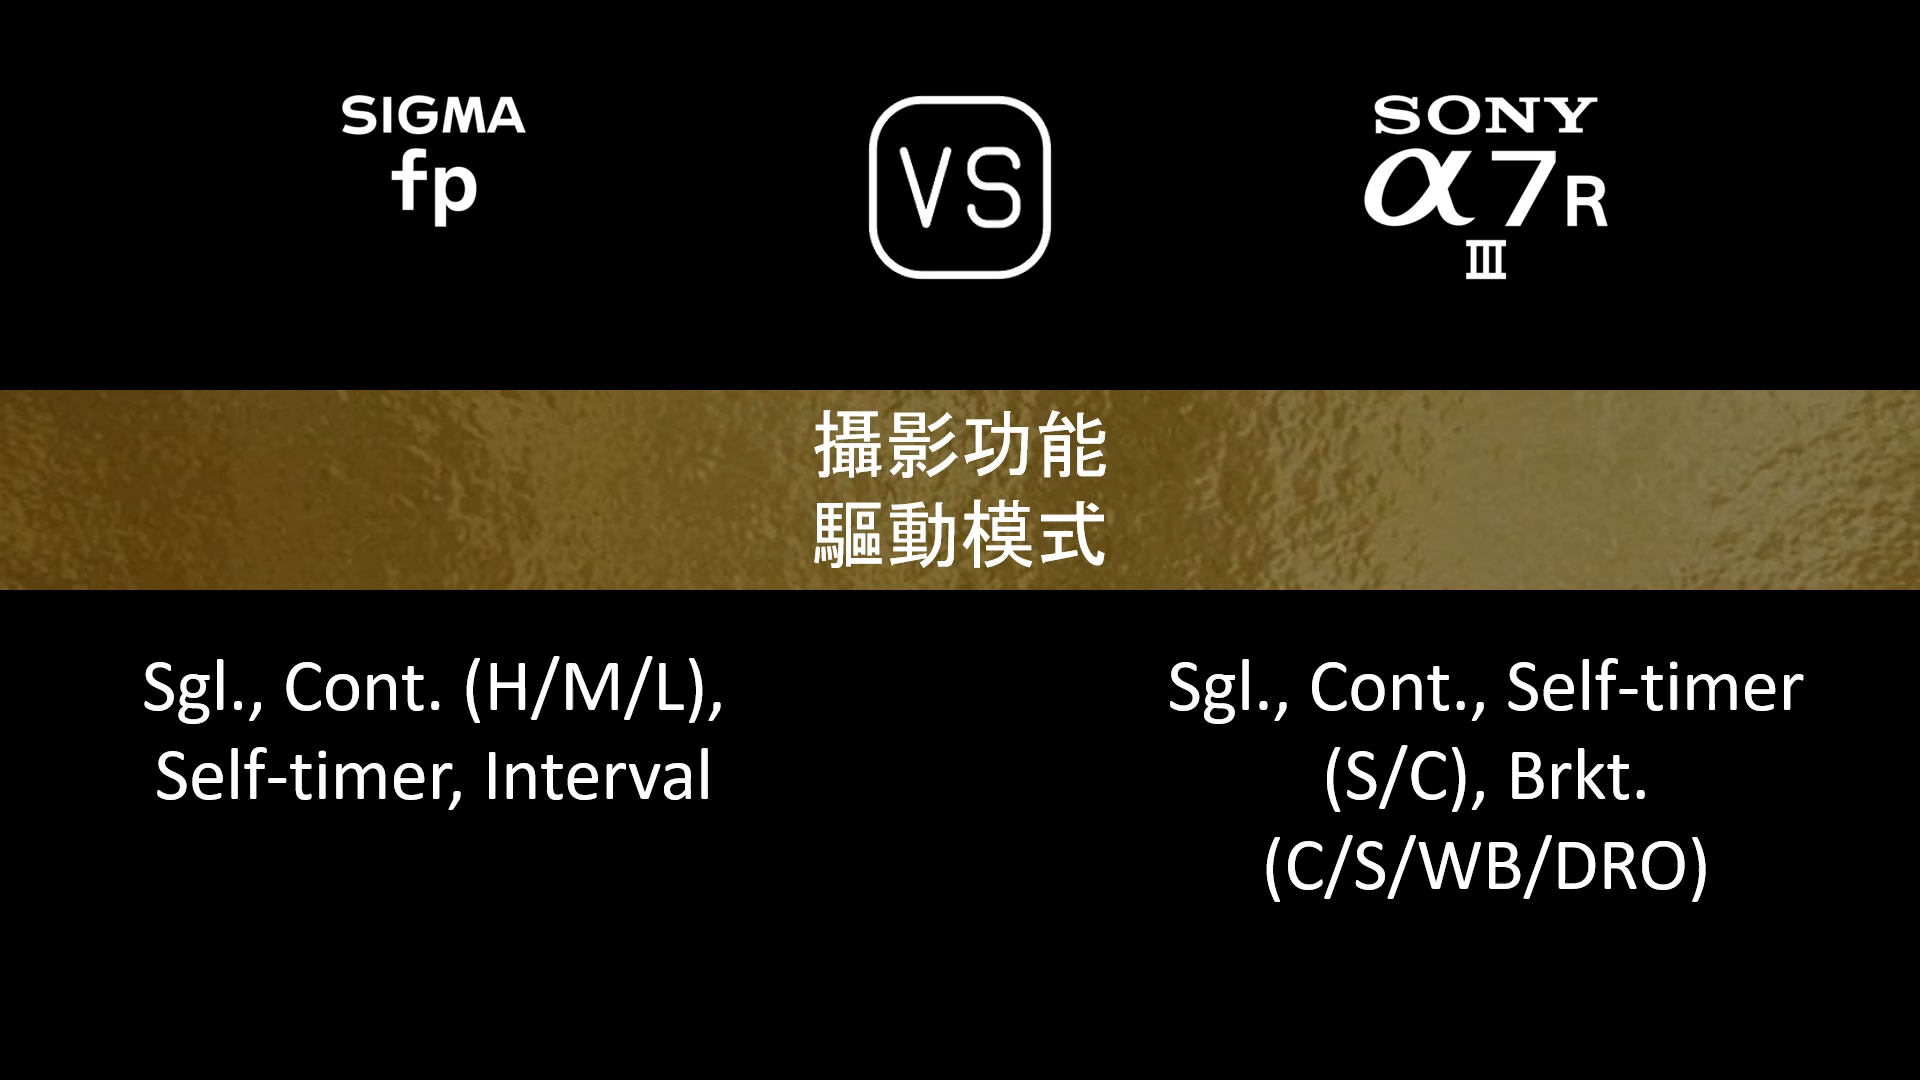 SIGMA
fp
VS
SONY
α7R
III
攝影功能
驅動模式
Sgl., Cont. (H/M/L),
Self-timer, Interval
Sgl., Cont., Self-timer
(S/C), Brkt.
(C/S/WB/DRO)